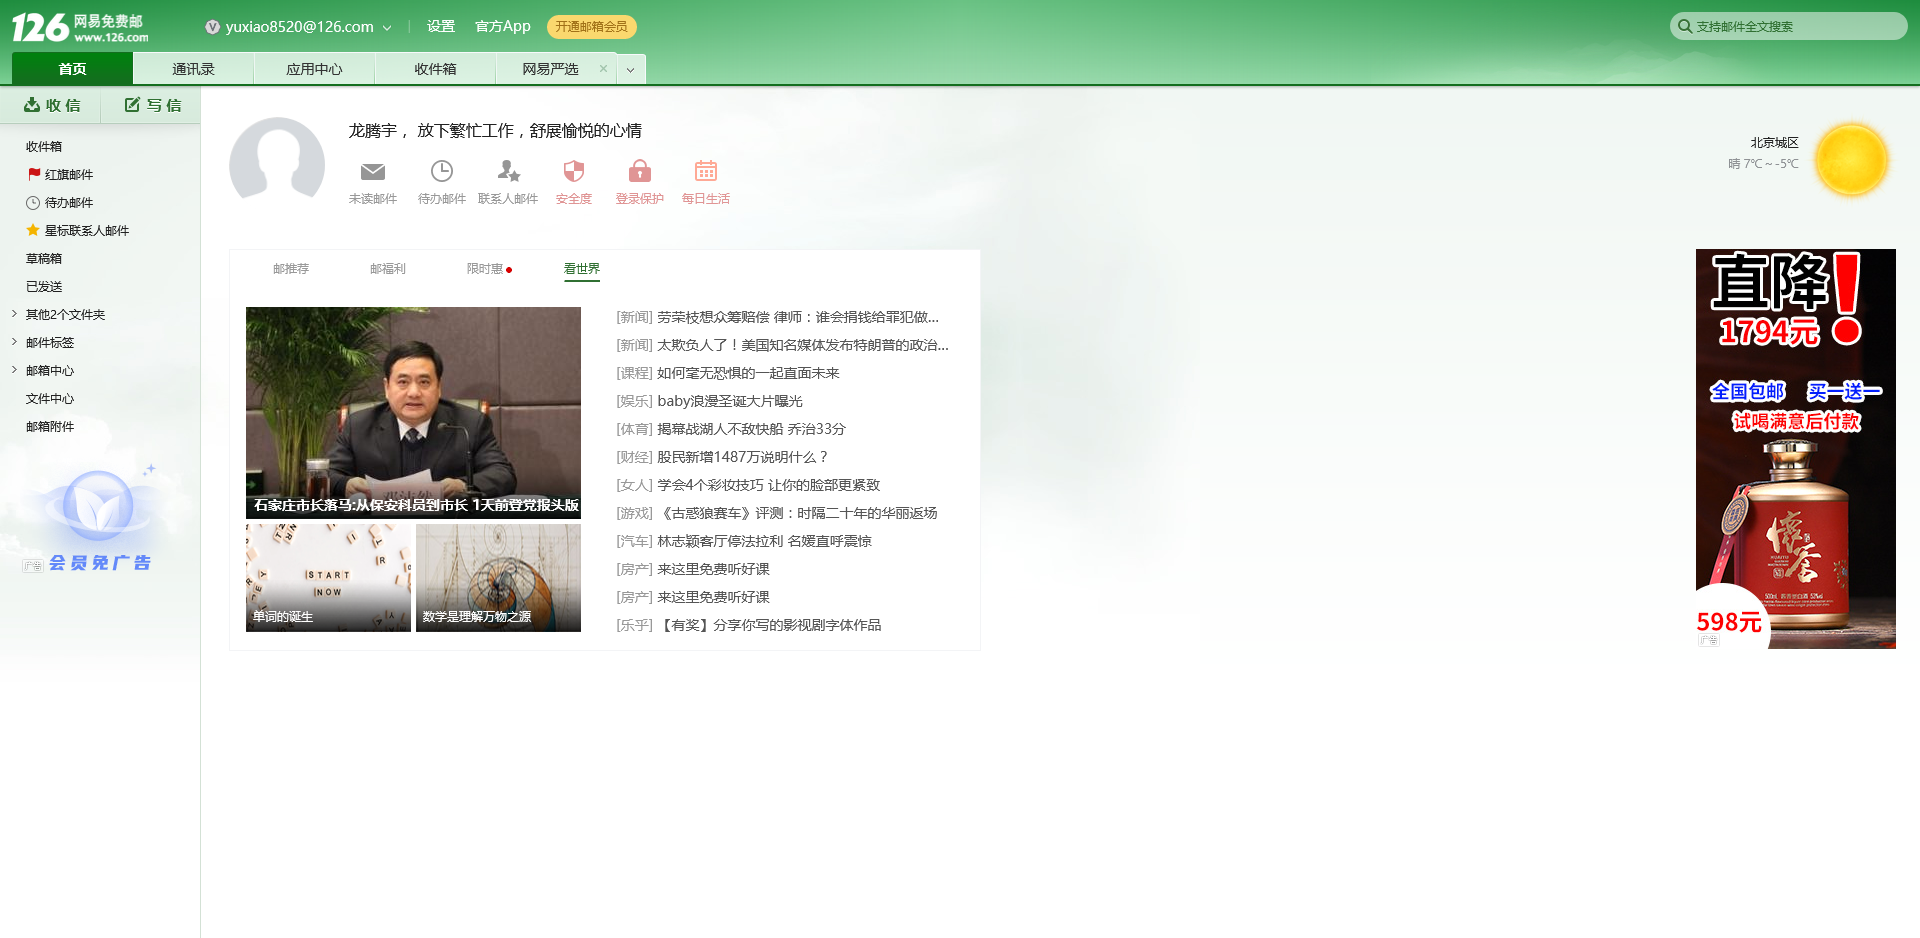 126 网易免费邮
www.126.com
yuxiao8520@126.com
设置
官方App
开通邮箱会员
支持邮件全文搜索
首页
通讯录
应用中心
收件箱
网易严选
收信
写信
收件箱
红旗邮件
待办邮件
星标联系人邮件
草稿箱
已发送
其他2个文件夹
邮件标签
邮箱中心
文件中心
邮箱附件
会员免广告
广告
龙腾宇，放下繁忙工作，舒展愉悦的心情
未读邮件
待办邮件
联系人邮件
安全度
登录保护
每日生活
北京城区
晴 7℃～-5℃
邮推荐
邮福利
限时惠
看世界
石家庄市长落马:从保安科员到市长 1天前登党报头版
START
NOW
单词的诞生
数学是理解万物之源
[新闻] 劳荣枝想众筹赔偿 律师：谁会捐钱给罪犯做...
[新闻] 太欺负人了！美国知名媒体发布特朗普的政治...
[课程] 如何毫无恐惧的一起直面未来
[娱乐] baby浪漫圣诞大片曝光
[体育] 揭幕战湖人不敌快船 乔治33分
[财经] 股民新增1487万说明什么？
[女人] 学会4个彩妆技巧 让你的脸部更紧致
[游戏] 《古惑狼赛车》评测：时隔二十年的华丽返场
[汽车] 林志颖客厅停法拉利 名媛直呼震惊
[房产] 来这里免费听好课
[房产] 来这里免费听好课
[乐乎] 【有奖】分享你写的影视剧字体作品
直降！
1794元
全国包邮 买一送一
试喝满意后付款
598元
广告